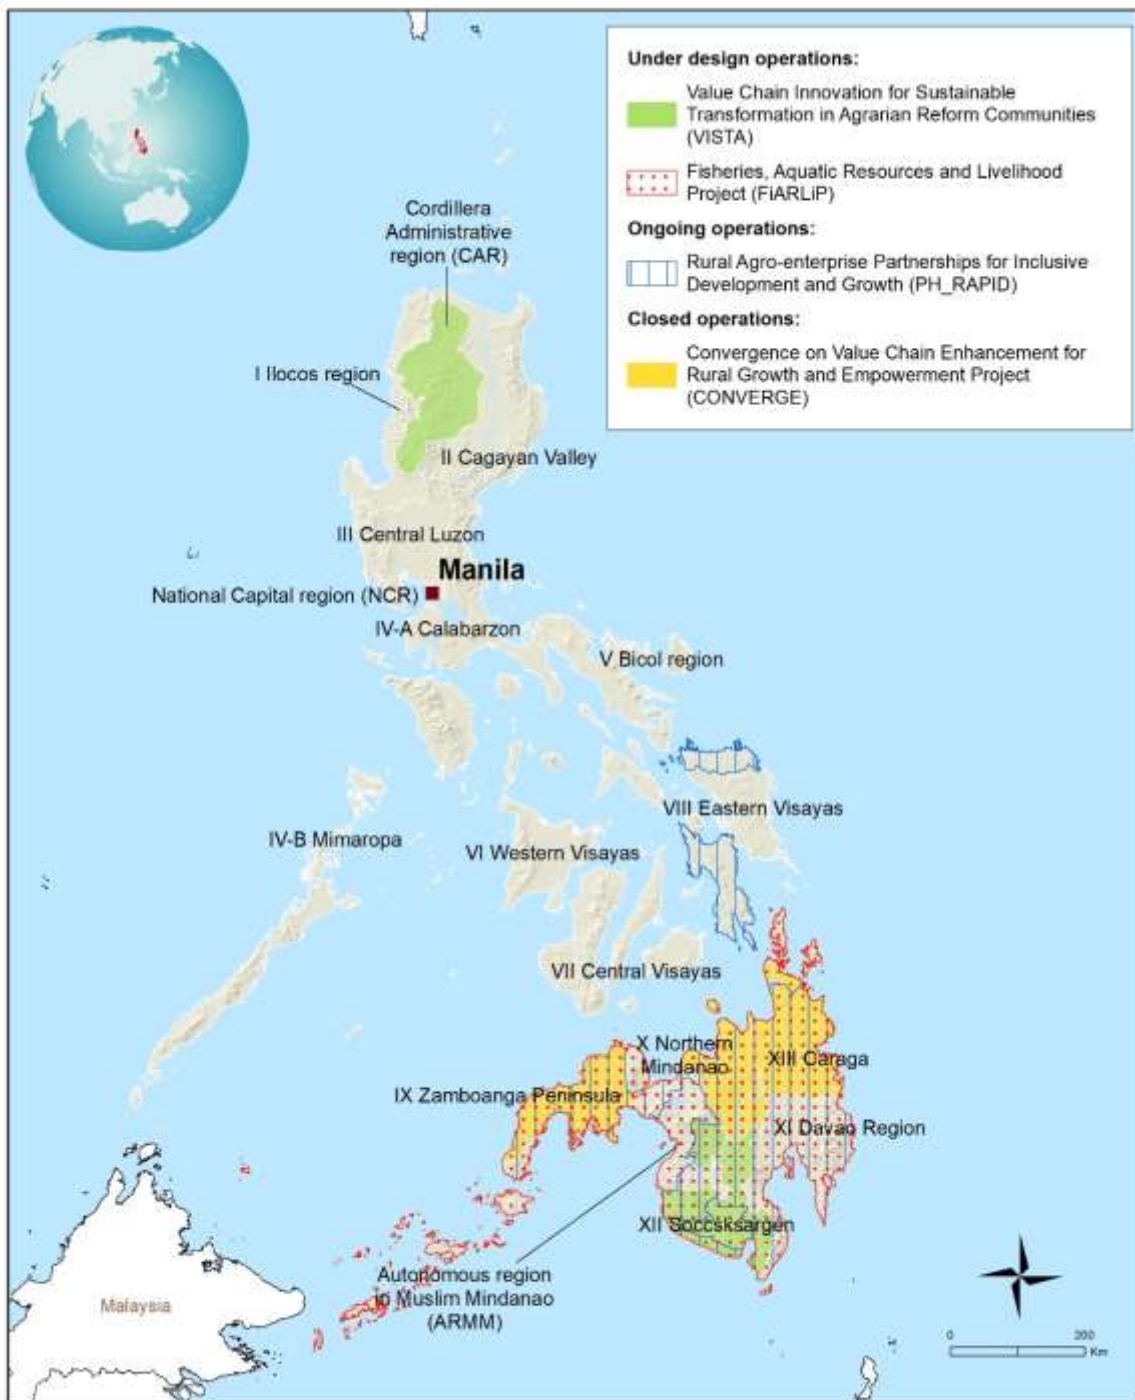 Under design operations:
Value Chain Innovation for Sustainable
Transformation in Agrarian Reform Communities
(VISTA)
Fisheries, Aquatic Resources and Livelihood
Project (FiARLiP)
Ongoing operations:
Rural Agro-enterprise Partnerships for Inclusive
Development and Growth (PH_RAPID)
Closed operations:
Convergence on Value Chain Enhancement for
Rural Growth and Empowerment Project
(CONVERGE)
Cordillera
Administrative
region (CAR)
I Ilocos region
II Cagayan Valley
III Central Luzon
Manila
National Capital region (NCR)
IV-A Calabarzon
V Bicol region
VIII Eastern Visayas
IV-B Mimaropa
VI Western Visayas
VII Central Visayas
X Northern
Mindanao
XIII Caraga
IX Zamboanga Peninsula
XI Davao Region
XII Soccsksargen
Autonomous region
in Muslim Mindanao
(ARMM)
Malaysia
0 200
Km